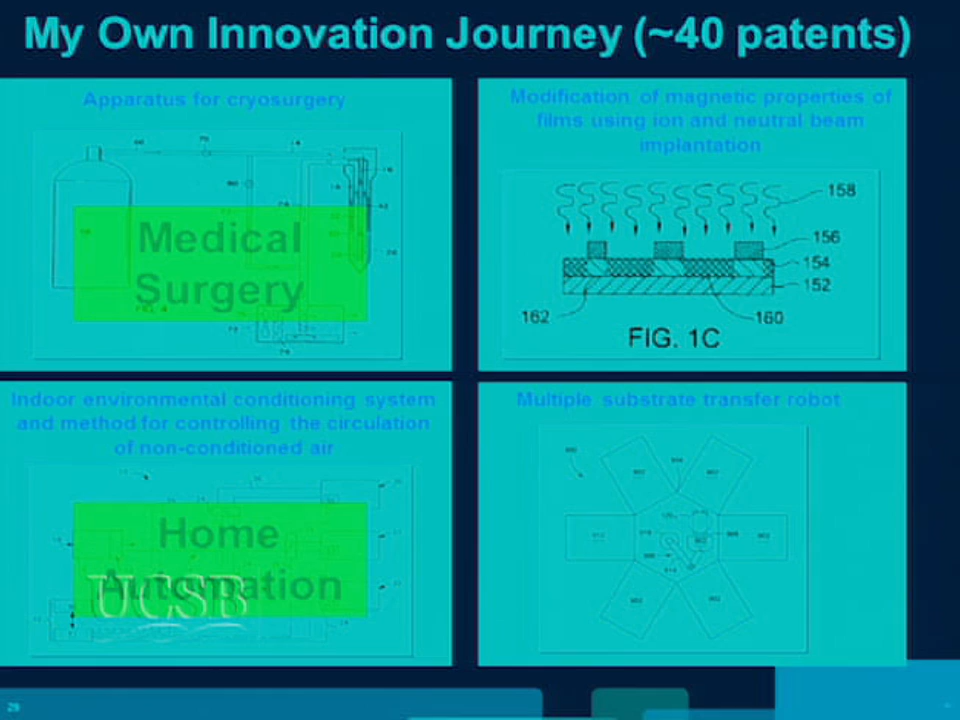 My Own Innovation Journey (~40 patents)
Apparatus for cryosurgery
Medical
Surgery
Modification of magnetic properties of
films using ion and neutral beam
implantation
158
156
154
152
162
160
FIG. 1C
Indoor environmental conditioning system
and method for controlling the circulation
of non-conditioned air
Home
Automation
UCSB
Multiple substrate transfer robot
29